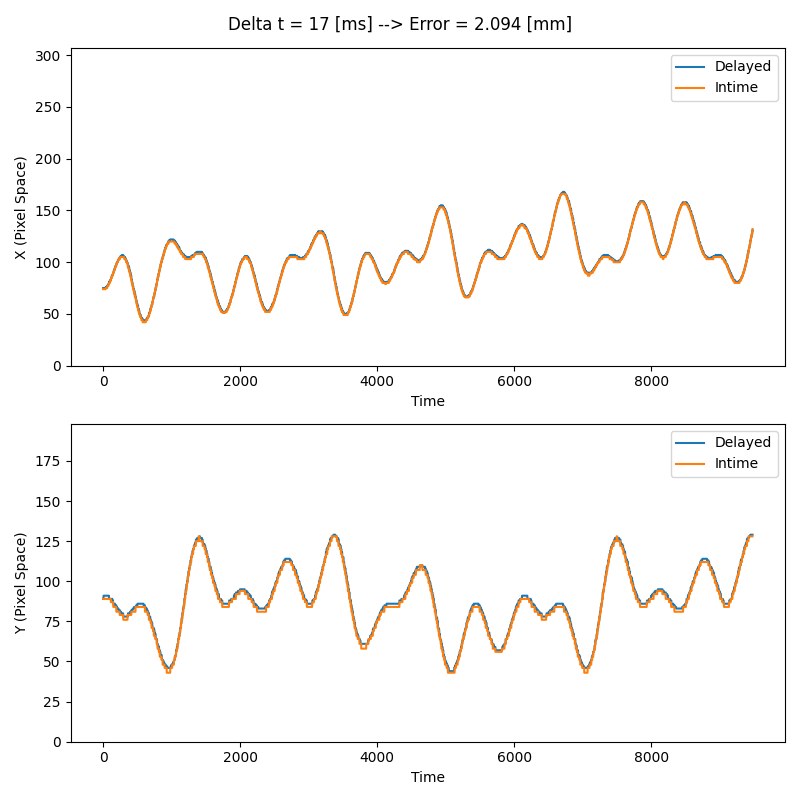 Delta t = 17 [ms] --> Error = 2.094 [mm]
300
250
200
150
100
50
0
X (Pixel Space)
Delayed
Intime
0
2000
4000
6000
8000
Time
175
150
125
100
75
50
25
0
Y (Pixel Space)
Delayed
Intime
0
2000
4000
6000
8000
Time